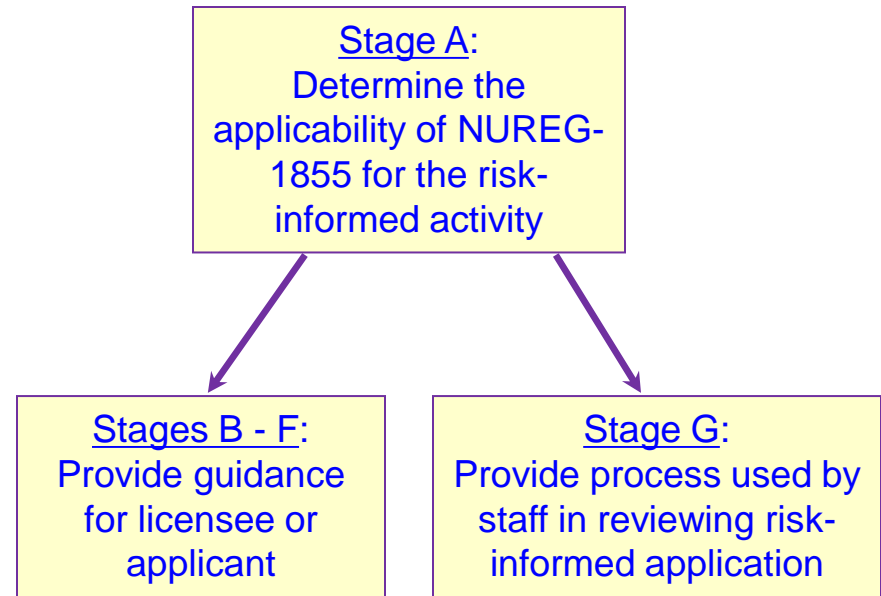 Stage A:
Determine the
applicability of NUREG-
1855 for the risk-
informed activity
Stages B - F:
Provide guidance
for licensee or
applicant
Stage G:
Provide process used by
staff in reviewing risk-
informed application